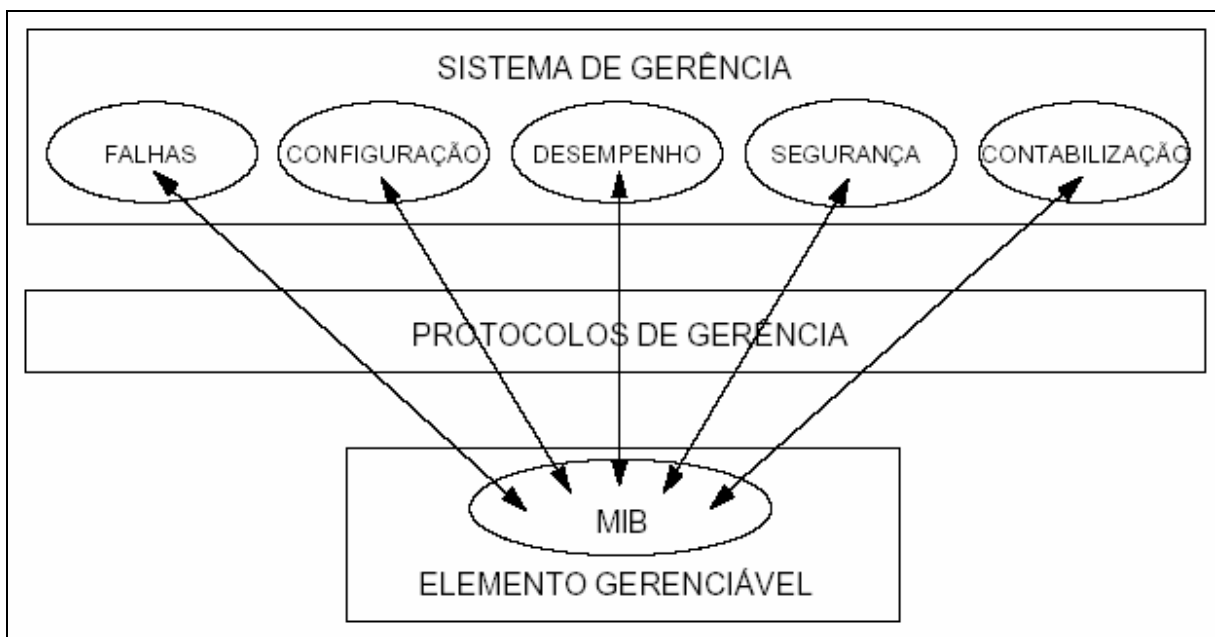 SISTEMA DE GERÊNCIA
FALHAS
CONFIGURAÇÃO
DESEMPENHO
SEGURANÇA
CONTABILIZAÇÃO
PROTOCOLOS DE GERÊNCIA
MIB
ELEMENTO GERENCIÁVEL